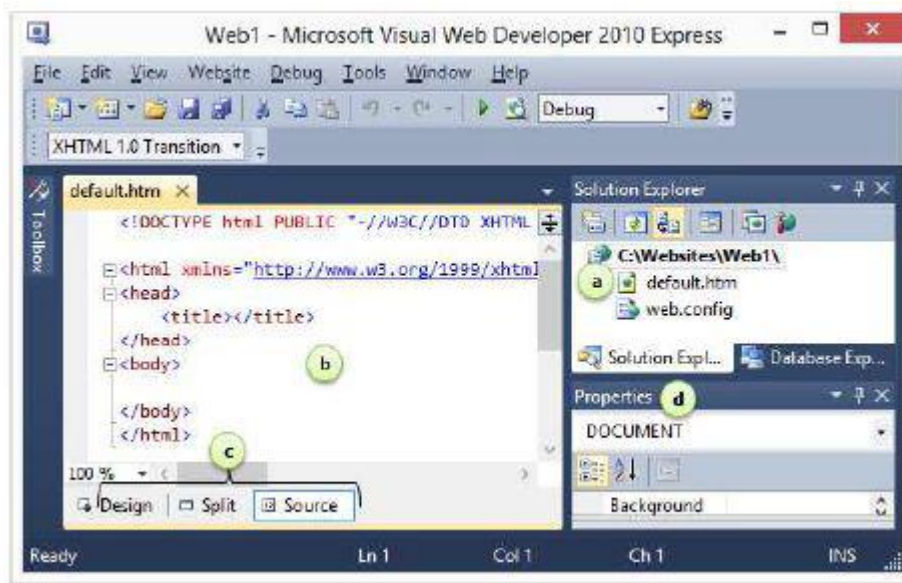 Web1 - Microsoft Visual Web Developer 2010 Express
File Edit View Website Debug Tools Window Help
Debug
XHTML 1.0 Transition
Toolbox
default.htm
<!DOCTYPE html PUBLIC "-//W3C//DTD XHTML
<html xmlns="http://www.w3.org/1999/xhtml
<head>
<title></title>
</head>
<body>
b
</body>
</html>
c
100 %
Design Split Source
Solution Explorer
C:\Websites\Web1\
a default.htm
web.config
Solution Expl... Database Exp...
Properties d
DOCUMENT
Background
Ready Ln 1 Col 1 Ch 1 INS